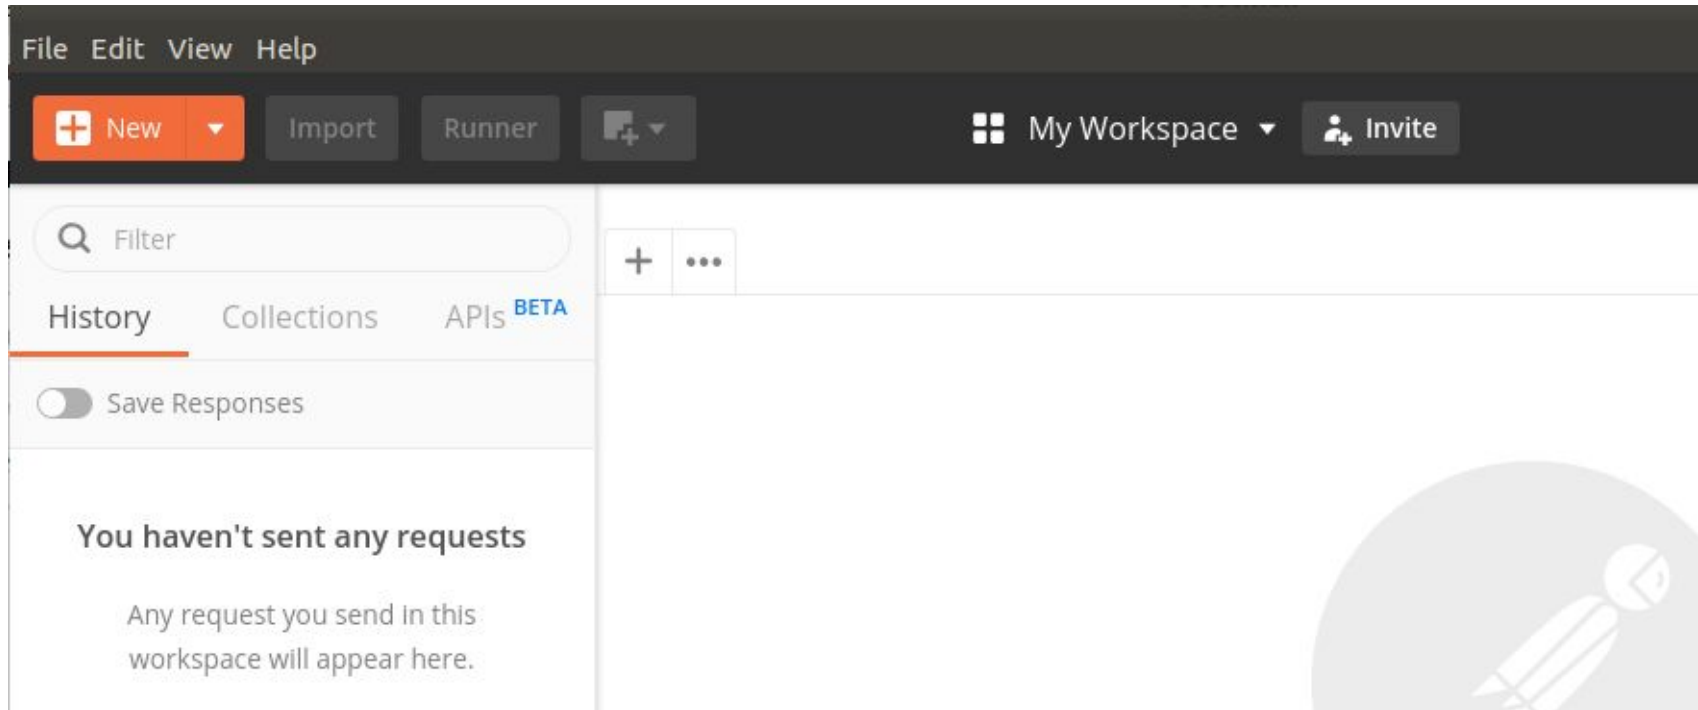 File Edit View Help
New Import Runner My Workspace Invite
Filter
History Collections APIs BETA
Save Responses
You haven't sent any requests
Any request you send in this
workspace will appear here.